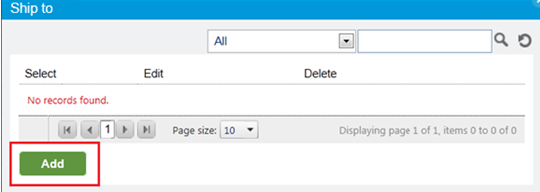 Ship to
All
Select Edit Delete
No records found.
1 Page size: 10 Displaying page 1 of 1, items 0 to 0 of 0
Add